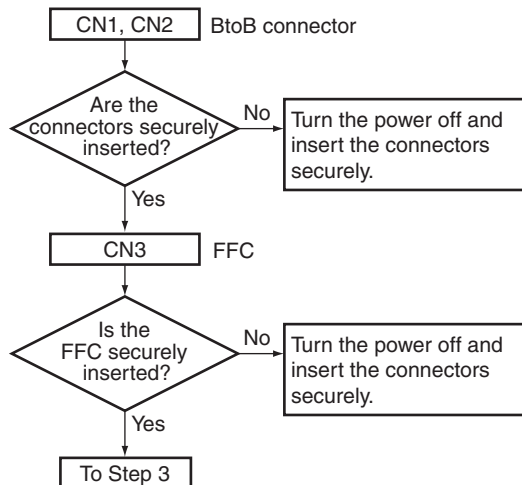 CN1, CN2 BtoB connector
Are the
connectors securely
inserted?
No
Turn the power off and
insert the connectors
securely.
Yes
CN3 FFC
Is the
FFC securely
inserted?
No
Turn the power off and
insert the connectors
securely.
Yes
To Step 3